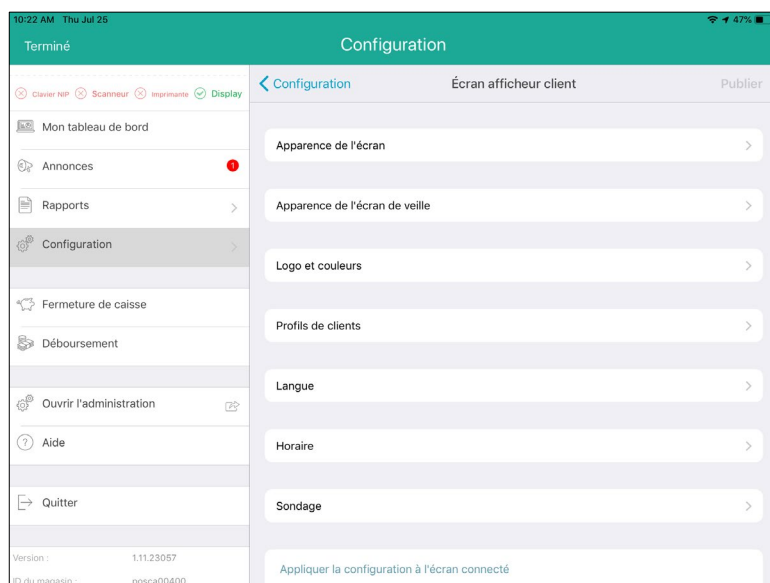 10:22 AM Thu Jul 25
47%
Terminé
Configuration
Clavier NIP Scanneur Imprimante Display
Configuration
Écran afficheur client
Publier
Mon tableau de bord
Annonces
1
Rapports
Configuration
Fermeture de caisse
Déboursement
Ouvrir l'administration
Aide
Quitter
Version :
1.11.23057
ID du magasin :
posca00400
Apparence de l'écran
Apparence de l'écran de veille
Logo et couleurs
Profils de clients
Langue
Horaire
Sondage
Appliquer la configuration à l'écran connecté